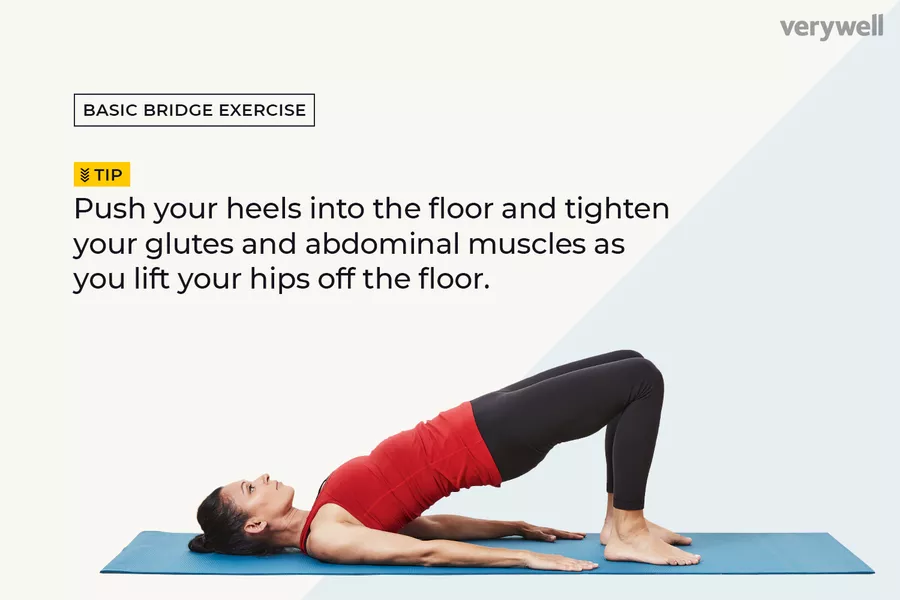 verywell
BASIC BRIDGE EXERCISE
TIP
Push your heels into the floor and tighten
your glutes and abdominal muscles as
you lift your hips off the floor.